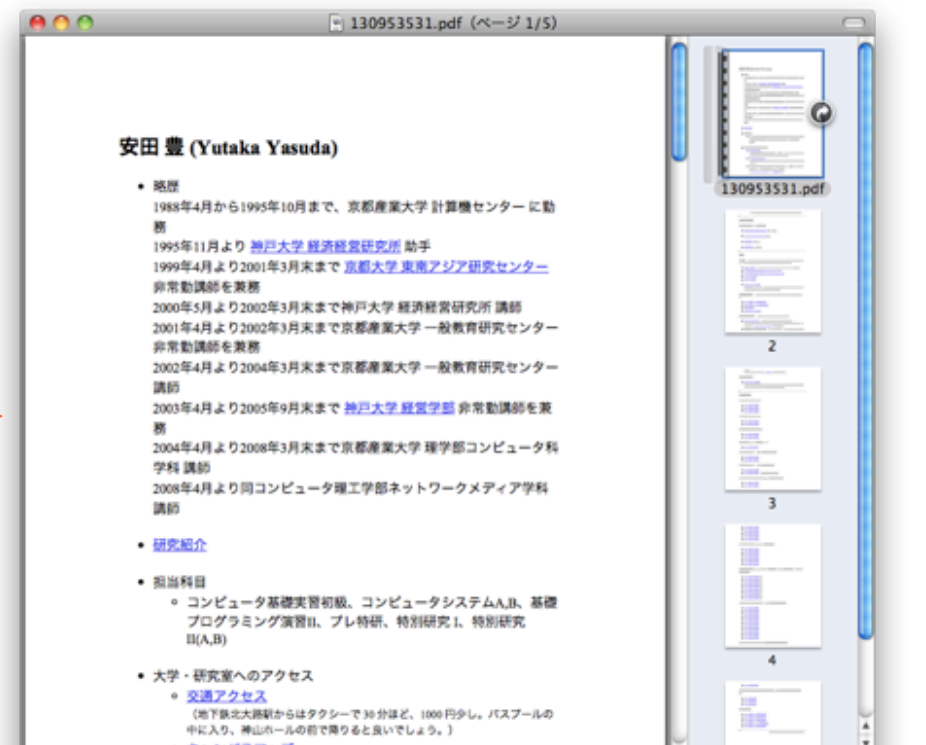 130953531.pdf（ページ 1/5）
安田 豊 (Yutaka Yasuda)
• 略歴
1988年4月から1995年10月まで、京都産業大学 計算機センター に勤
務
1995年11月より 神戸大学 経済経営研究所 助手
1999年4月より2001年3月末まで 京都大学 東南アジア研究センター
非常勤講師を兼務
2000年5月より2002年3月末まで神戸大学 経済経営研究所 講師
2001年4月より2002年3月末まで京都産業大学 一般教育研究センター
非常勤講師を兼務
2002年4月より2004年3月末まで京都産業大学 一般教育研究センター
講師
2003年4月より2005年9月末まで 神戸大学 経営学部 非常勤講師を兼
務
2004年4月より2008年3月末まで京都産業大学 理学部コンピュータ科
学科 講師
2008年4月より同コンピュータ理工学部ネットワークメディア学科
講師
• 研究紹介
• 担当科目
◦ コンピュータ基礎実習初級、コンピュータシステムA,B、基礎
プログラミング演習II、プレ特研、特別研究 I、特別研究
II(A,B)
• 大学・研究室へのアクセス
◦ 交通アクセス
（地下鉄北大路駅からはタクシーで30分ほど、1000円少し。バスプールの
中に入り、神山ホールの前で降りると良いでしょう。）
130953531.pdf
2
3
4